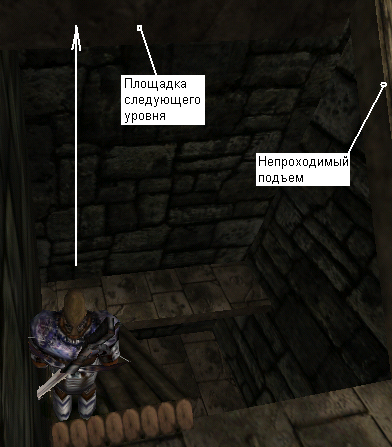 Площадка
следующего
уровня
Непроходимый
подъем